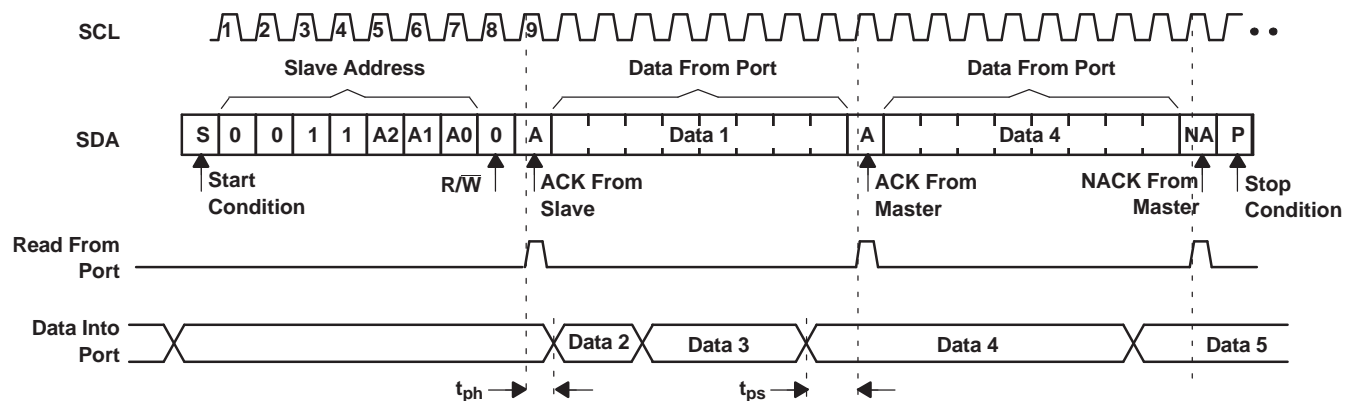 SCL 1 2 3 4 5 6 7 8 9
Slave Address Data From Port Data From Port
SDA S 0 0 1 1 A2 A1 A0 0 A Data 1 A Data 4 NA P
Start Condition
R/W̅
ACK From Slave
ACK From Master
NACK From Master
Stop Condition
Read From Port
Data Into Port
Data 2 Data 3 Data 4 Data 5
tph tps